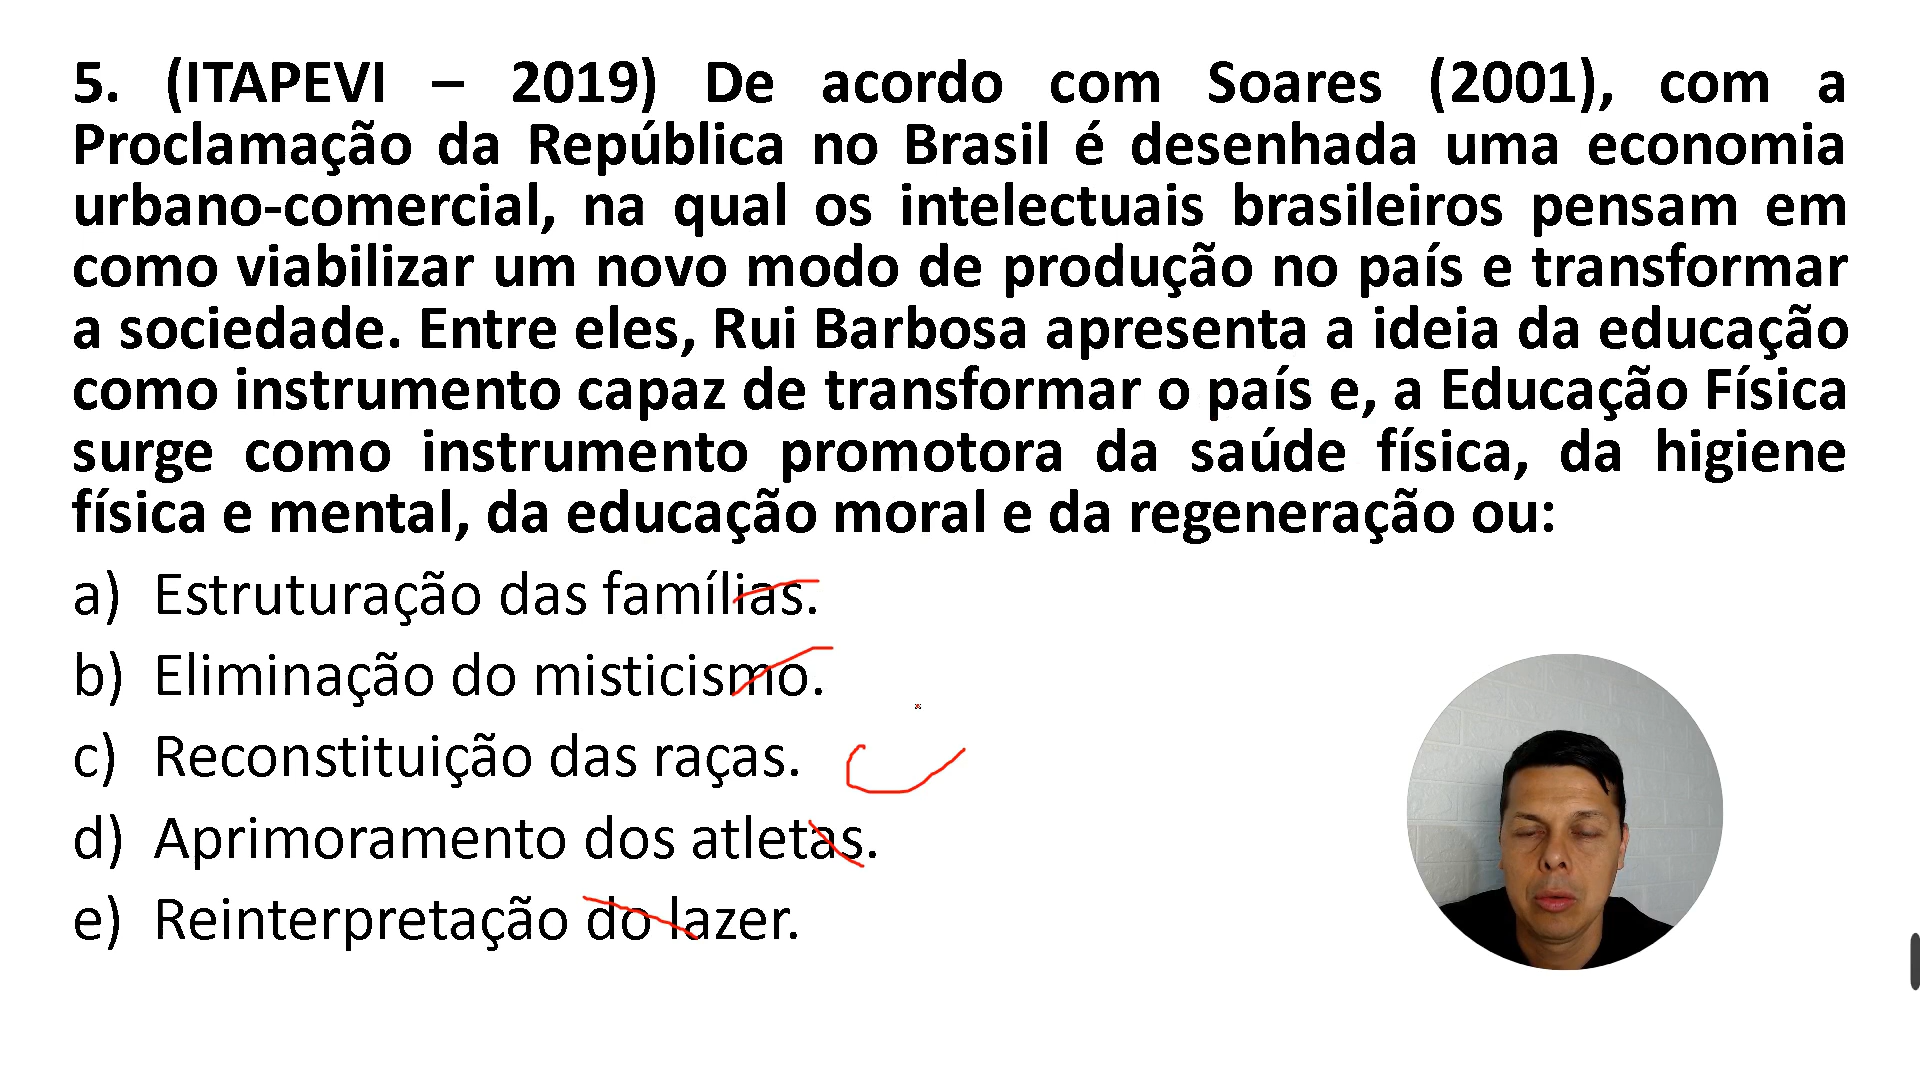 5. (ITAPEVI – 2019) De acordo com Soares (2001), com a
Proclamação da República no Brasil é desenhada uma economia
urbano-comercial, na qual os intelectuais brasileiros pensam em
como viabilizar um novo modo de produção no país e transformar
a sociedade. Entre eles, Rui Barbosa apresenta a ideia da educação
como instrumento capaz de transformar o país e, a Educação Física
surge como instrumento promotora da saúde física, da higiene
física e mental, da educação moral e da regeneração ou:
a) Estruturação das famílias.
b) Eliminação do misticismo.
c) Reconstituição das raças.
d) Aprimoramento dos atletas.
e) Reinterpretação do lazer.